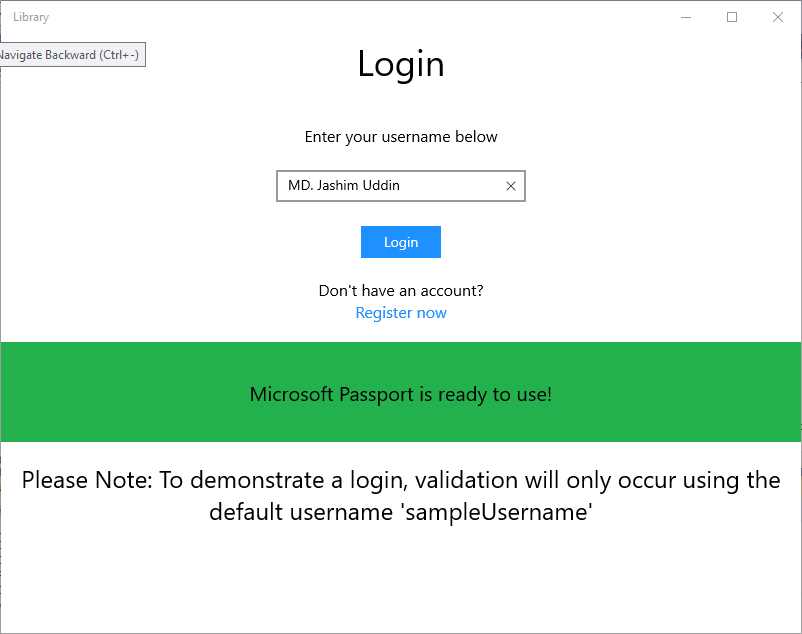 Library
Navigate Backward (Ctrl+-)
Login
Enter your username below
MD. Jashim Uddin
Login
Don't have an account?
Register now
Microsoft Passport is ready to use!
Please Note: To demonstrate a login, validation will only occur using the
default username 'sampleUsername'